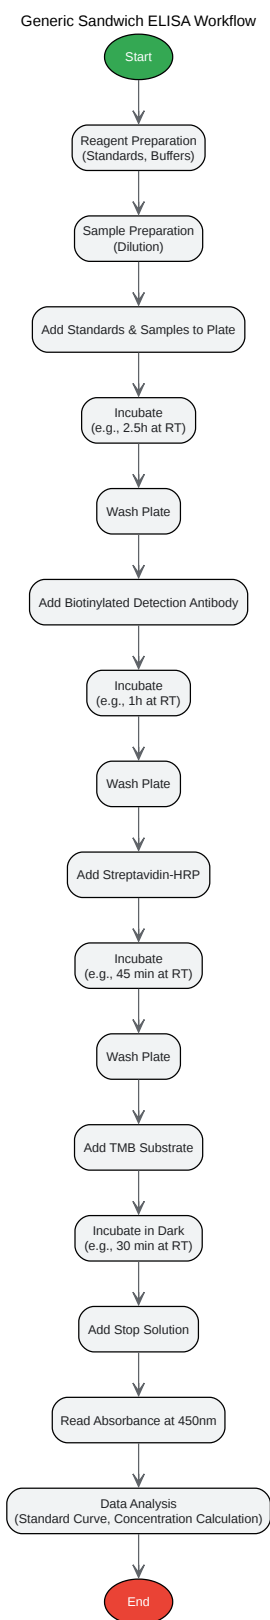 Generic Sandwich ELISA Workflow
Start
Reagent Preparation
(Standards, Buffers)
Sample Preparation
(Dilution)
Add Standards & Samples to Plate
Incubate
(e.g., 2.5h at RT)
Wash Plate
Add Biotinylated Detection Antibody
Incubate
(e.g., 1h at RT)
Wash Plate
Add Streptavidin-HRP
Incubate
(e.g., 45 min at RT)
Wash Plate
Add TMB Substrate
Incubate in Dark
(e.g., 30 min at RT)
Add Stop Solution
Read Absorbance at 450nm
Data Analysis
(Standard Curve, Concentration Calculation)
End